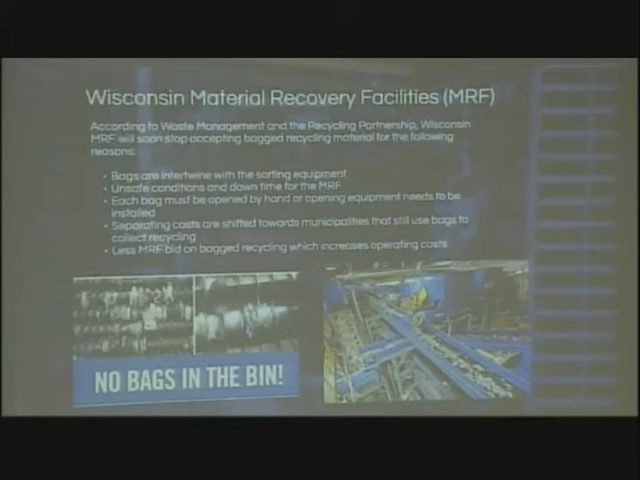 Wisconsin Material Recovery Facilities (MRF)
According to Waste Management and the Recycling Partnership, Wisconsin
MRF will soon stop accepting bagged recycling material for the following
reasons:
• Bags are intertwine with the sorting equipment
• Unsafe conditions and down time for the MRF
• Each bag must be opened by hand or opening equipment needs to be
installed
• Separating costs are shifted towards municipalities that still use bags to
collect recycling
• Less MRF bid on bagged recycling which increases operating costs
NO BAGS IN THE BIN!